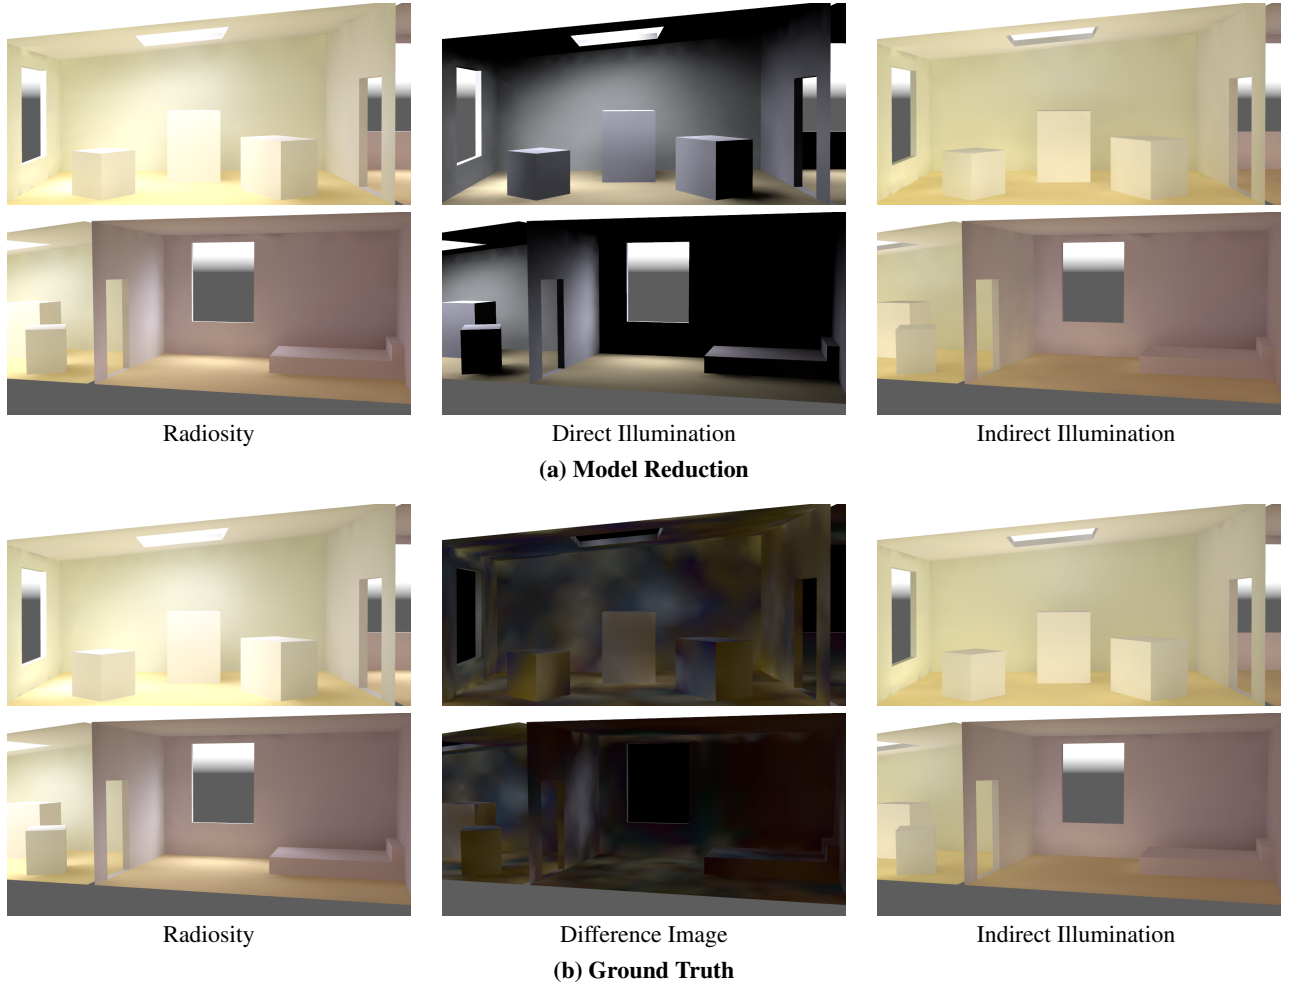 Radiosity
Direct Illumination
Indirect Illumination
(a) Model Reduction
Radiosity
Difference Image
Indirect Illumination
(b) Ground Truth